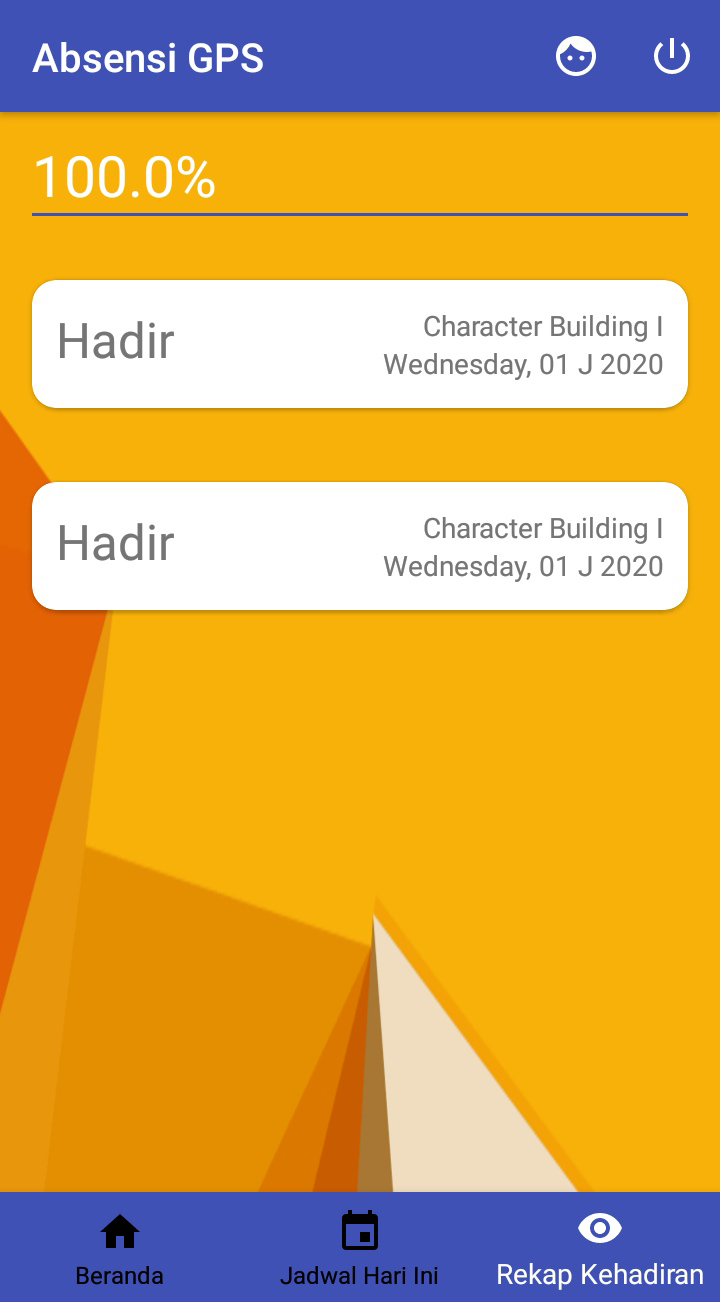 Absensi GPS
100.0%
Hadir
Character Building I
Wednesday, 01 J 2020
Hadir
Character Building I
Wednesday, 01 J 2020
Beranda
Jadwal Hari Ini
Rekap Kehadiran